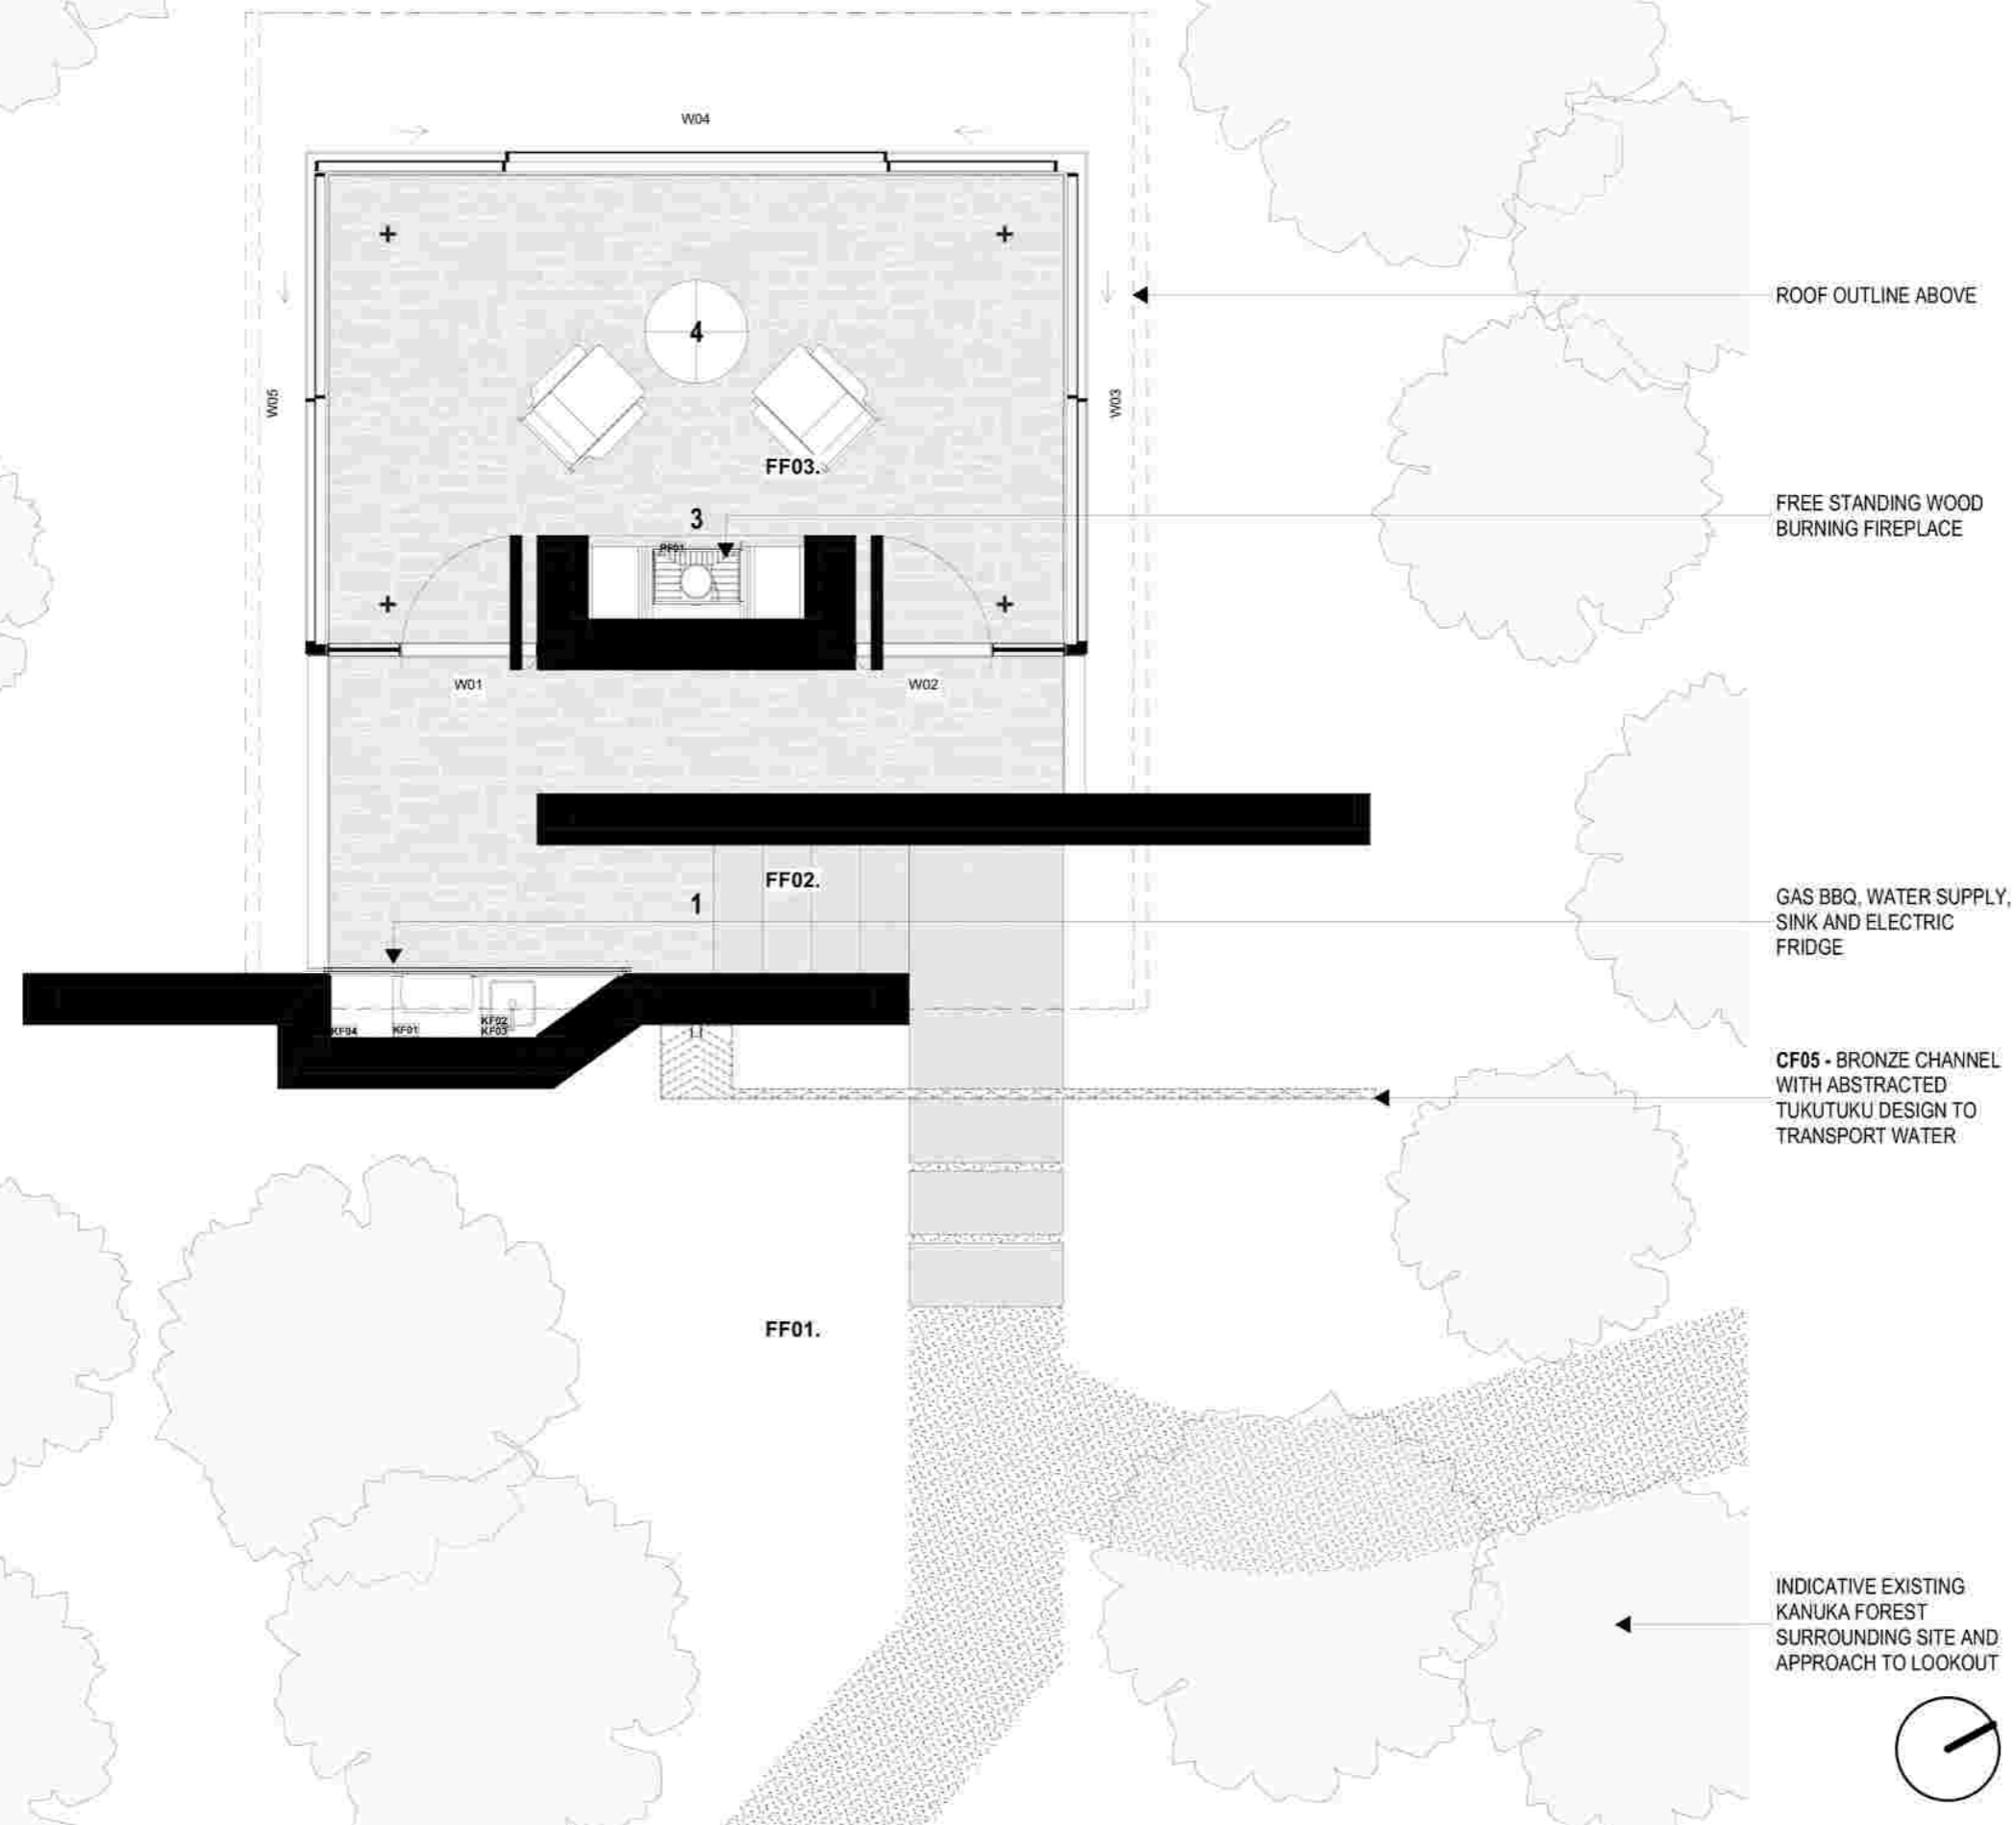 W04
4
ROOF OUTLINE ABOVE
W05
W03
FF03.
3
FREE STANDING WOOD
BURNING FIREPLACE
PF01
W01
W02
FF02.
1
GAS BBQ, WATER SUPPLY,
SINK AND ELECTRIC
FRIDGE
KF04
KF01
KF02
KF03
CF05 - BRONZE CHANNEL
WITH ABSTRACTED
TUKUTUKU DESIGN TO
TRANSPORT WATER
FF01.
INDICATIVE EXISTING
KANUKA FOREST
SURROUNDING SITE AND
APPROACH TO LOOKOUT